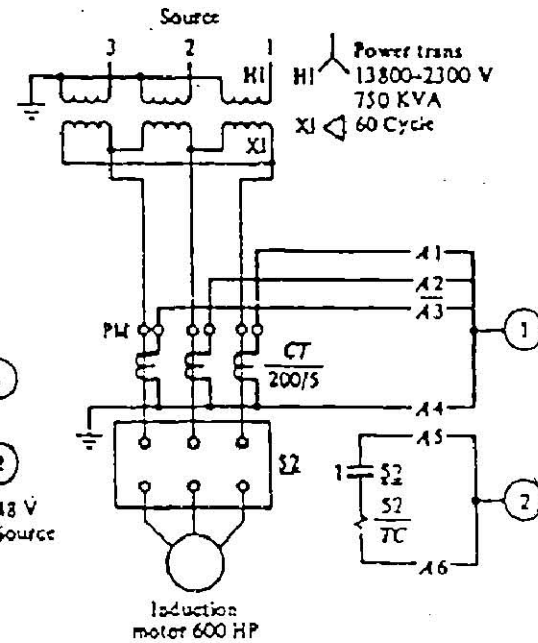 Source
3 2 1
H1
H1
Power trans
13800-2300 V
750 KVA
60 Cycle
X1
X1
A1
A2
A3
1
PM
CT
200/5
A4
52
A5
1 52
52
TC
2
A6
2
48 V
Source
Induction
motor 600 HP